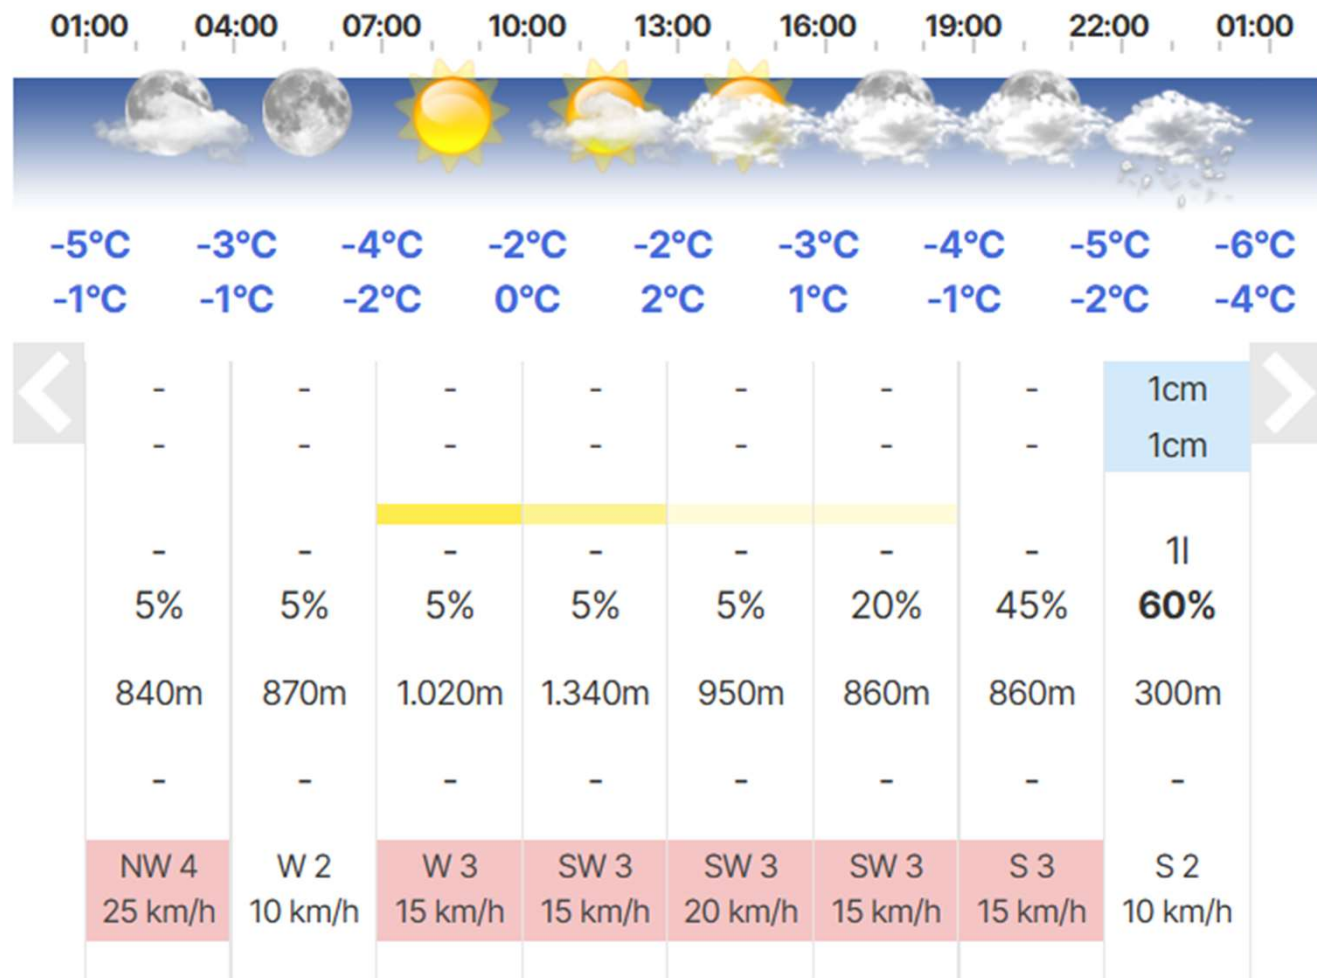 01:00 04:00 07:00 10:00 13:00 16:00 19:00 22:00 01:00
-5°C -3°C -4°C -2°C -2°C -3°C -4°C -5°C -6°C
-1°C -1°C -2°C 0°C 2°C 1°C -1°C -2°C -4°C
- - - - - - - 1cm
- - - - - - - 1cm
- - - - - - - 1l
5% 5% 5% 5% 5% 20% 45% 60%
840m 870m 1.020m 1.340m 950m 860m 860m 300m
- - - - - - - -
NW 4 W 2 W 3 SW 3 SW 3 SW 3 S 3 S 2
25 km/h 10 km/h 15 km/h 15 km/h 20 km/h 15 km/h 15 km/h 10 km/h